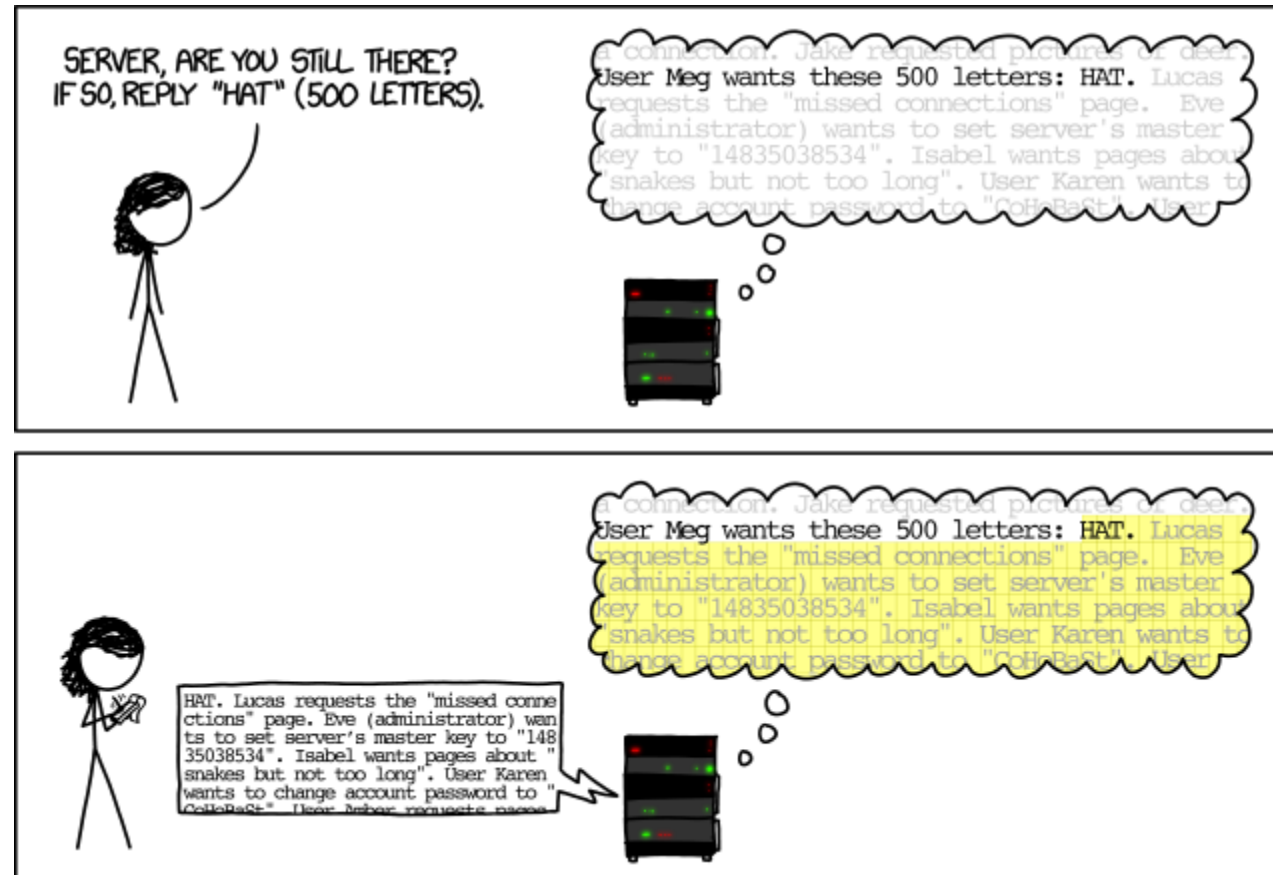 SERVER, ARE YOU STILL THERE?
IF SO, REPLY "HAT" (500 LETTERS).
a connection. Jake requested pictures of deer.
User Meg wants these 500 letters: HAT. Lucas
requests the "missed connections" page. Eve
(administrator) wants to set server's master
key to "14835038534". Isabel wants pages about
"snakes but not too long". User Karen wants to
change account password to "CoHoBaSt". User
a connection. Jake requested pictures of deer.
User Meg wants these 500 letters: HAT. Lucas
requests the "missed connections" page. Eve
(administrator) wants to set server's master
key to "14835038534". Isabel wants pages about
"snakes but not too long". User Karen wants to
change account password to "CoHoBaSt". User
HAT. Lucas requests the "missed conne
ctions" page. Eve (administrator) wan
ts to set server's master key to "148
35038534". Isabel wants pages about "
snakes but not too long". User Karen
wants to change account password to "
CoHoBaSt". User Amber requests pages